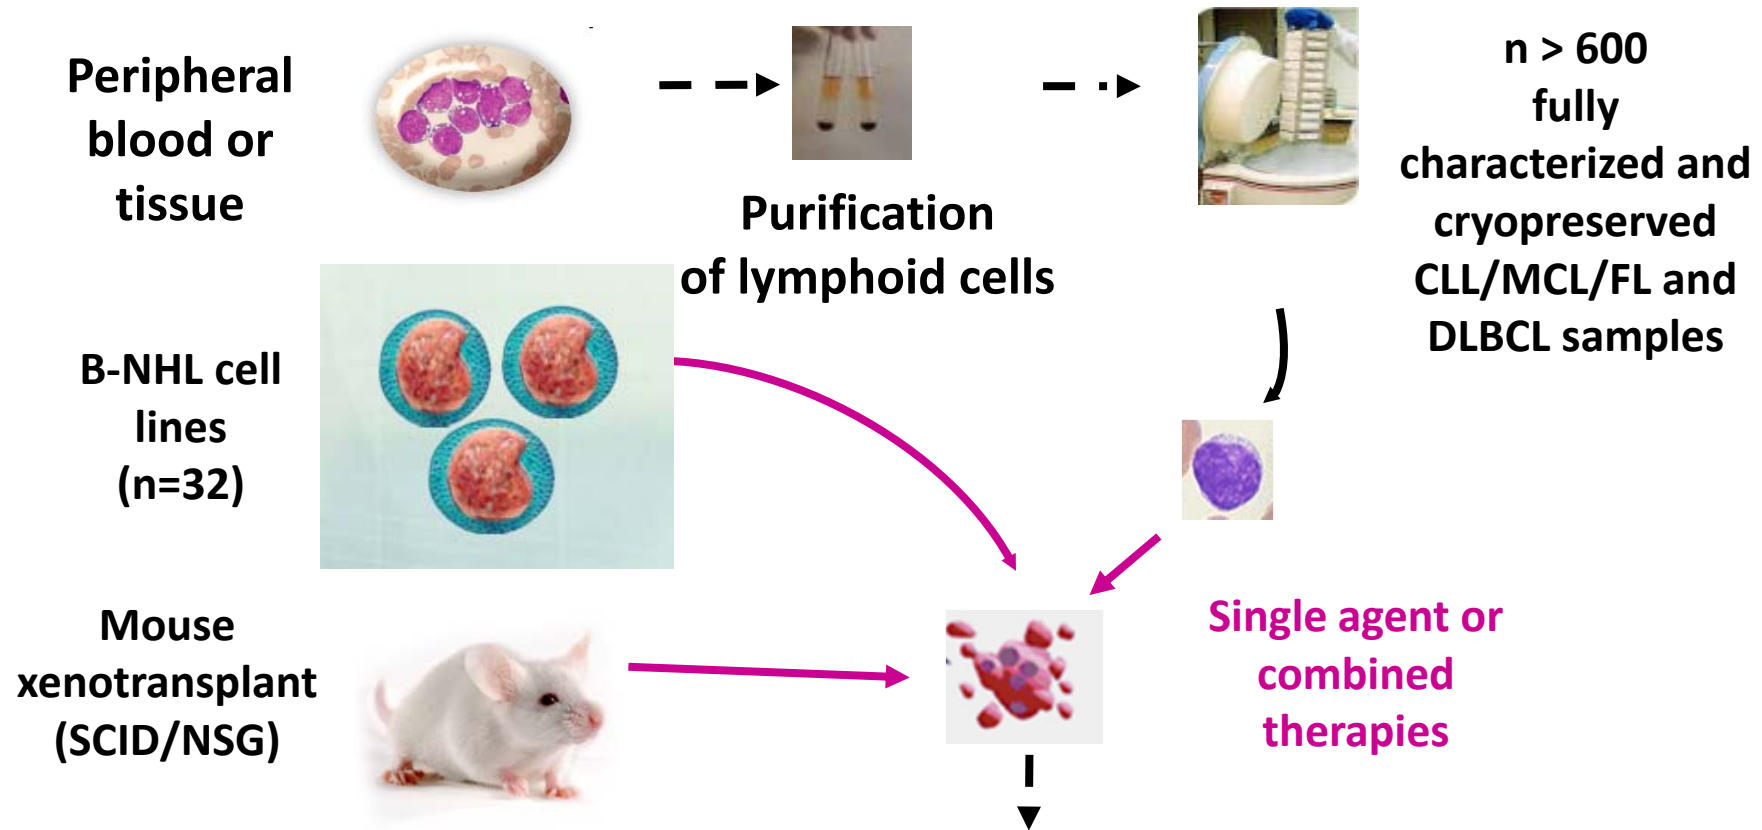 Peripheral
blood or
tissue
Purification
of lymphoid cells
n > 600
fully
characterized and
cryopreserved
CLL/MCL/FL and
DLBCL samples
B-NHL cell
lines
(n=32)
Mouse
xenotransplant
(SCID/NSG)
Single agent or
combined
therapies